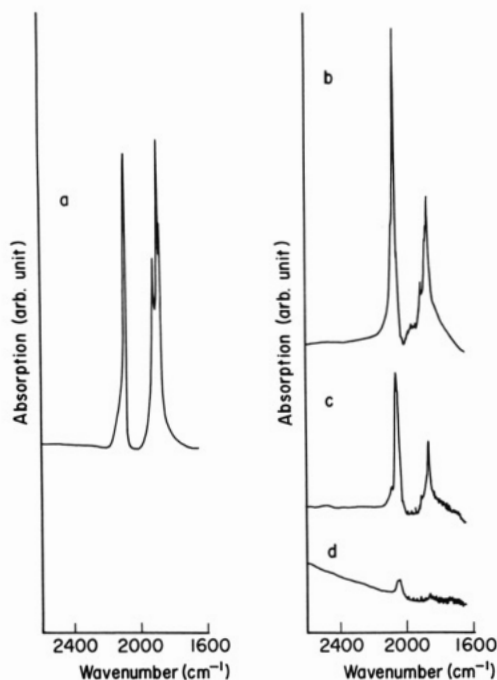 a
Absorption (arb. unit)
2400 2000 1600
Wavenumber (cm⁻¹)
b
c
d
Absorption (arb. unit)
2400 2000 1600
Wavenumber (cm⁻¹)